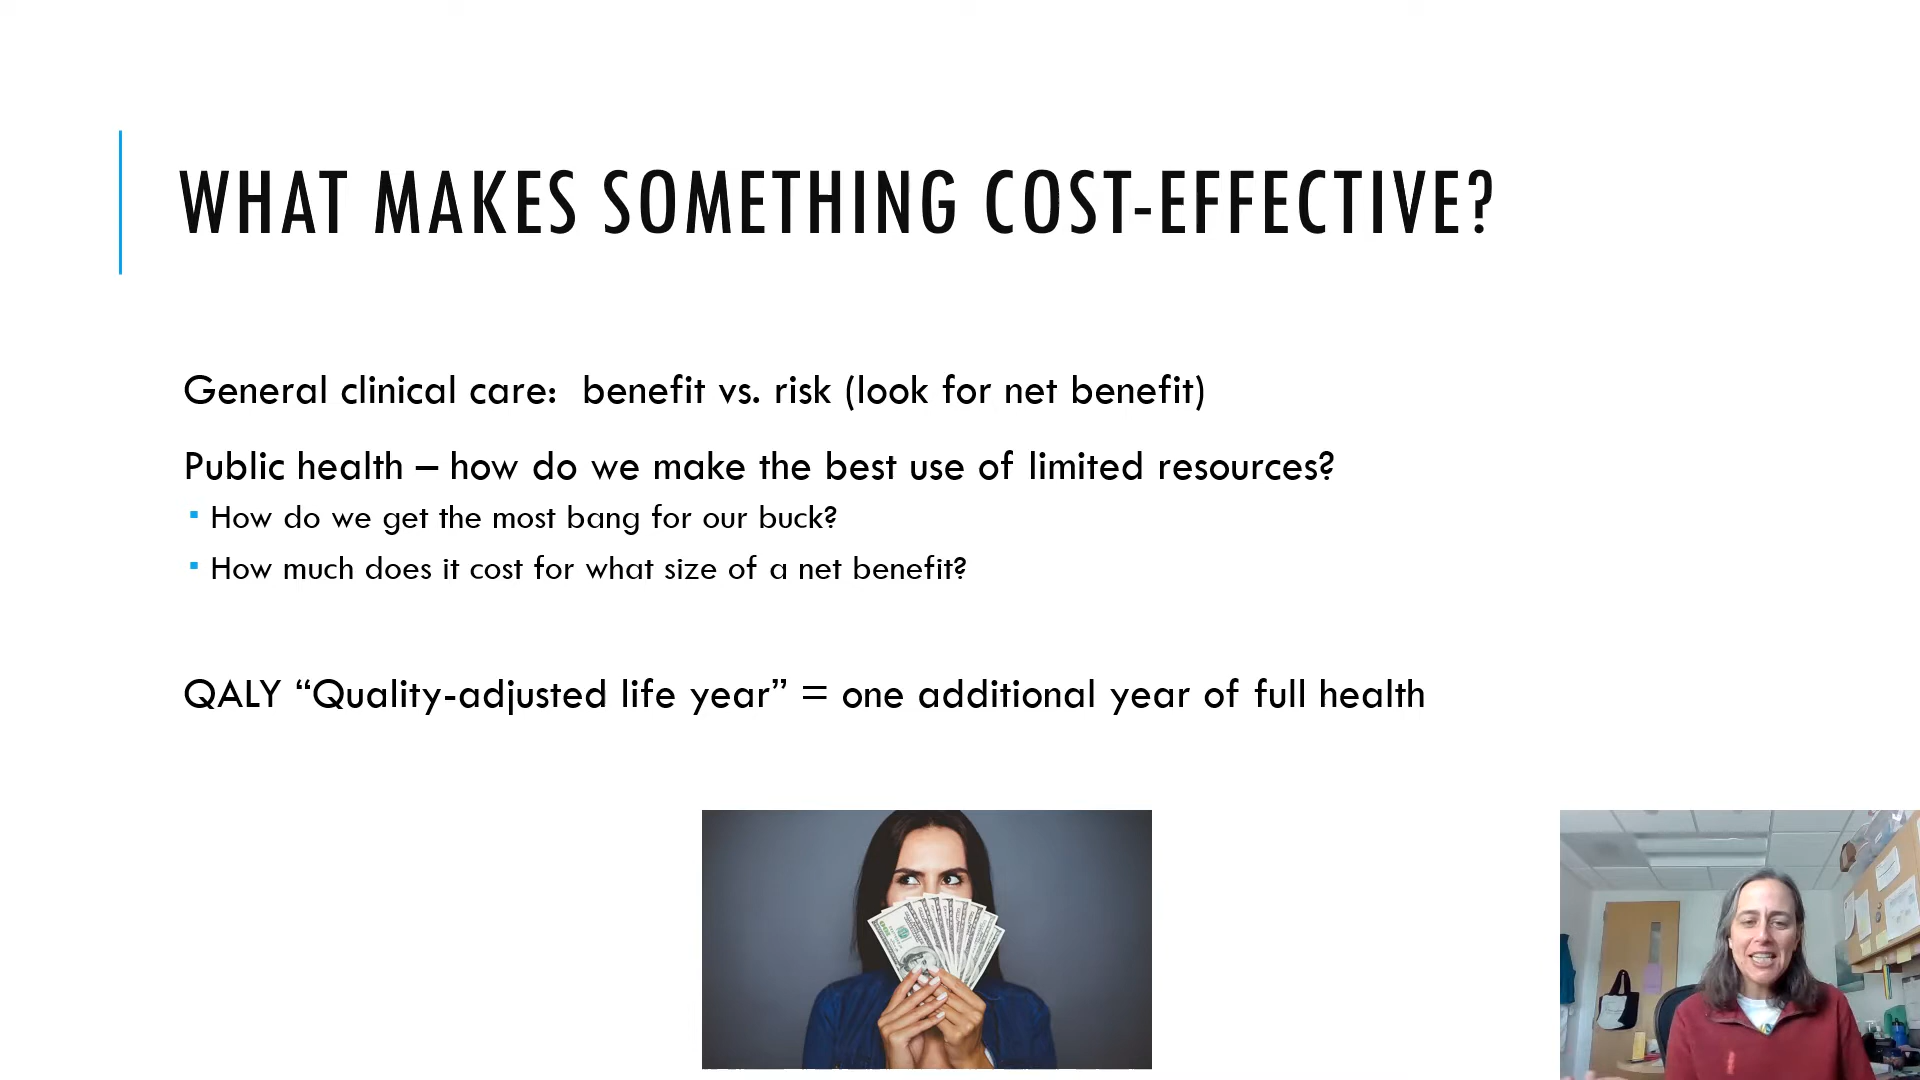 WHAT MAKES SOMETHING COST-EFFECTIVE?
General clinical care:  benefit vs. risk (look for net benefit)
Public health – how do we make the best use of limited resources?
▪ How do we get the most bang for our buck?
▪ How much does it cost for what size of a net benefit?
QALY “Quality-adjusted life year” = one additional year of full health